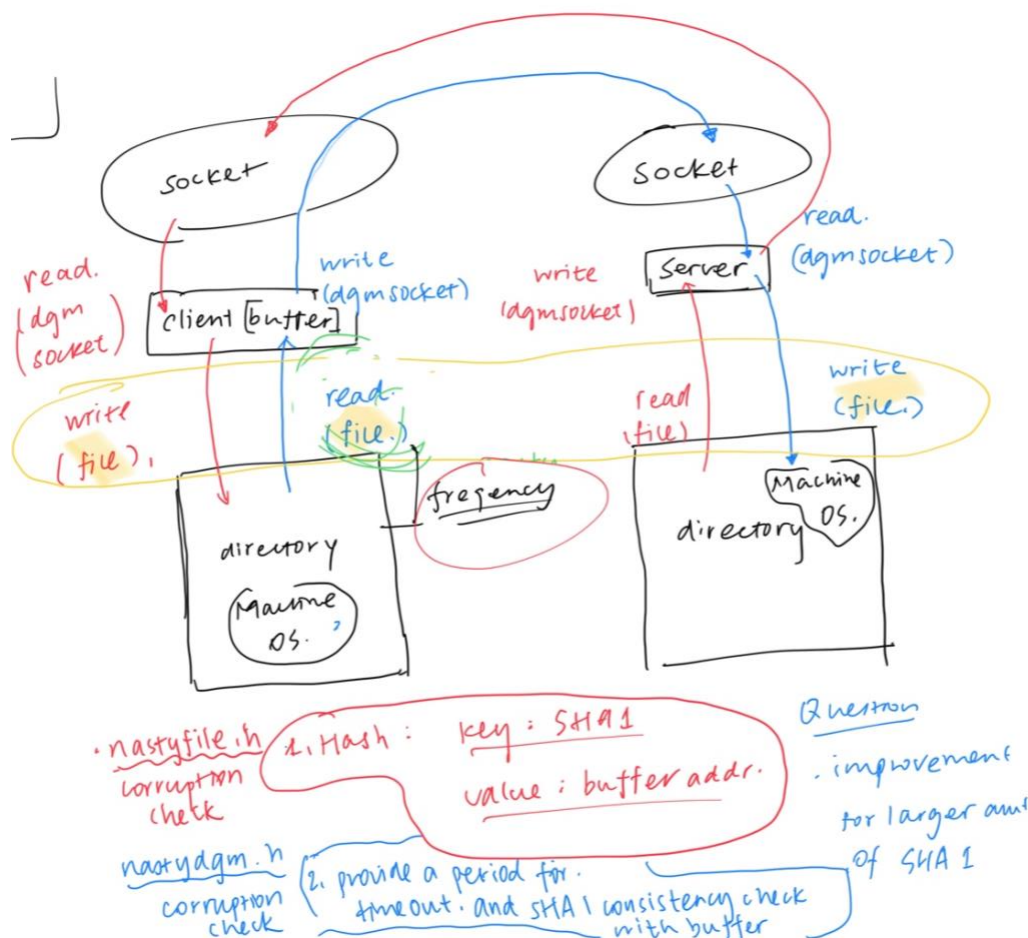 socket
socket
read.
(dgm
(socket)
write
(dgmsocket)
client [buffer]
write
(dgmsocket)
server
read.
(dgmsocket)
write
(file).
read.
(file.)
read
(file)
write
(file.)
freqency
directory
Machine
OS.
directory
Machine
OS.
. nastyfile.h
corruption
check
1. Hash :
key : SHA1
value : buffer addr.
Question
. improvement
for larger amt
of SHA 1
nastydgm.h
corruption
check
2. provide a period for.
timeout. and SHA 1 consistency check
with buffer